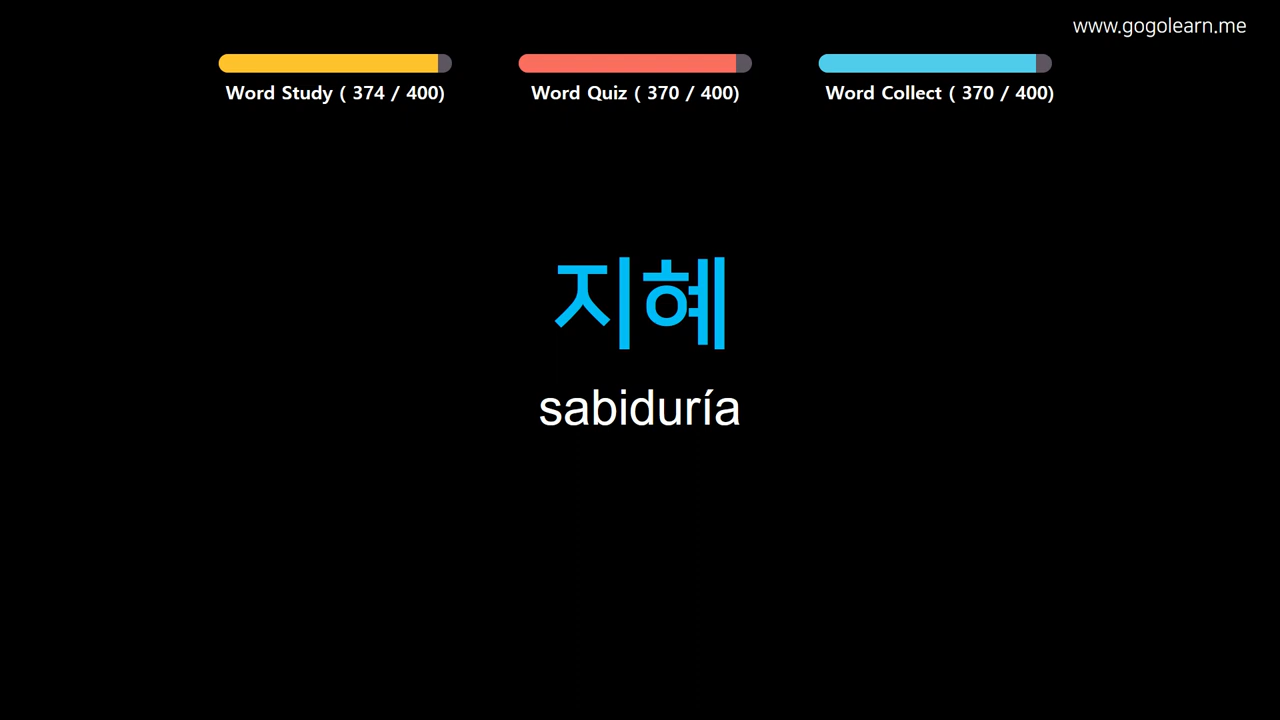 www.gogolearn.me
Word Study ( 374 / 400)
Word Quiz ( 370 / 400)
Word Collect ( 370 / 400)
지혜
sabiduría